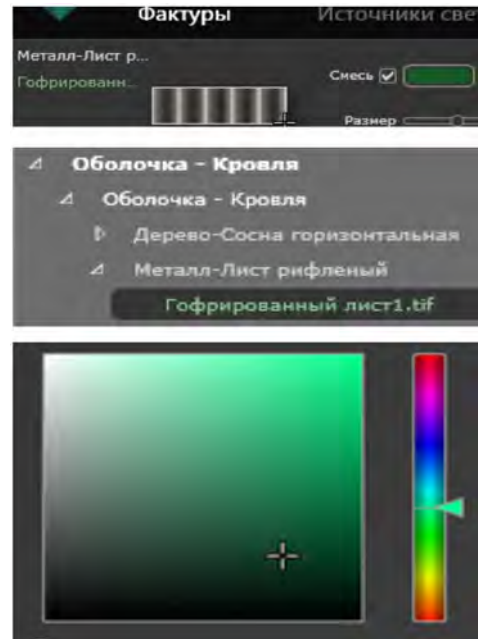 Фактуры Источники све
Металл-Лист р...
Смесь
Гофрированн...
Размер
Оболочка - Кровля
Оболочка - Кровля
Дерево-Сосна горизонтальная
Металл-Лист рифленый
Гофрированный лист1.tif